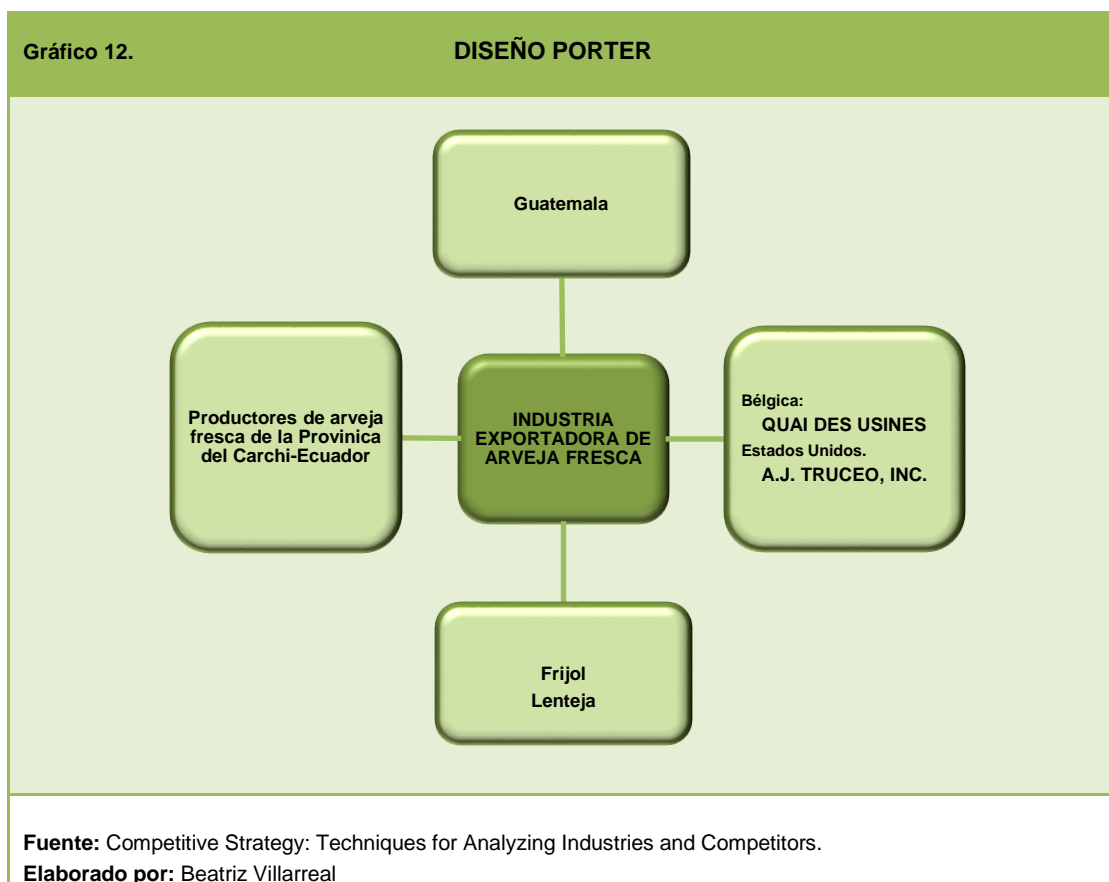 Gráfico 12. DISEÑO PORTER
Guatemala
Productores de arveja
fresca de la Provinica
del Carchi-Ecuador
INDUSTRIA
EXPORTADORA DE
ARVEJA FRESCA
Bélgica:
QUAI DES USINES
Estados Unidos.
A.J. TRUCEO, INC.
Frijol
Lenteja
Fuente: Competitive Strategy: Techniques for Analyzing Industries and Competitors.
Elaborado por: Beatriz Villarreal